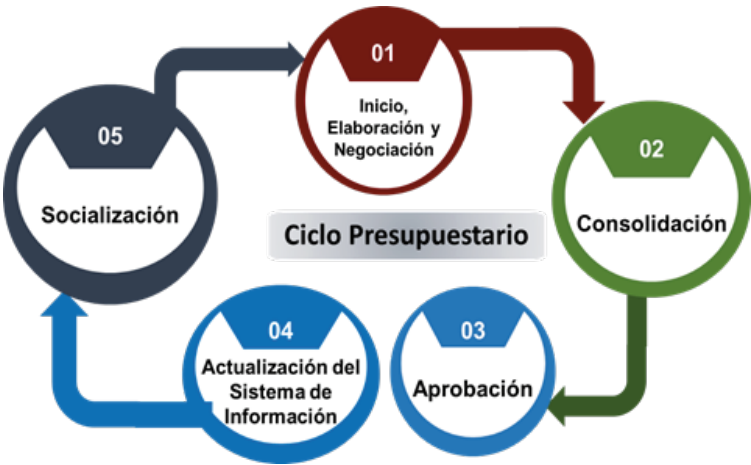 01
Inicio,
Elaboración y
Negociación
02
Consolidación
03
Aprobación
04
Actualización del
Sistema de
Información
05
Socialización
Ciclo Presupuestario